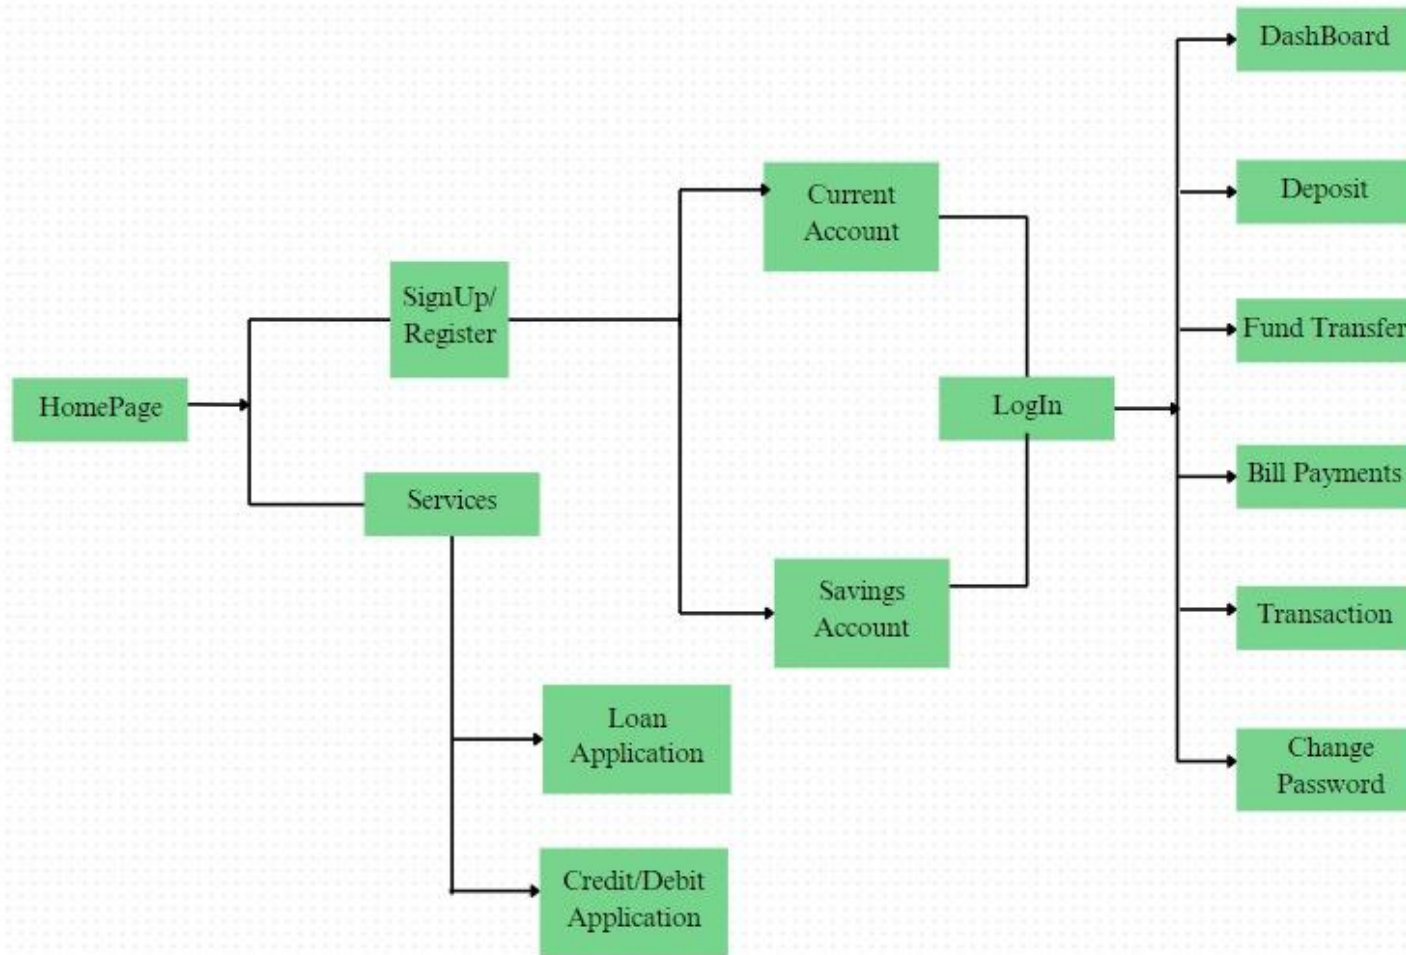 HomePage
SignUp/
Register
Services
Loan
Application
Credit/Debit
Application
Current
Account
Savings
Account
LogIn
DashBoard
Deposit
Fund Transfer
Bill Payments
Transaction
Change
Password